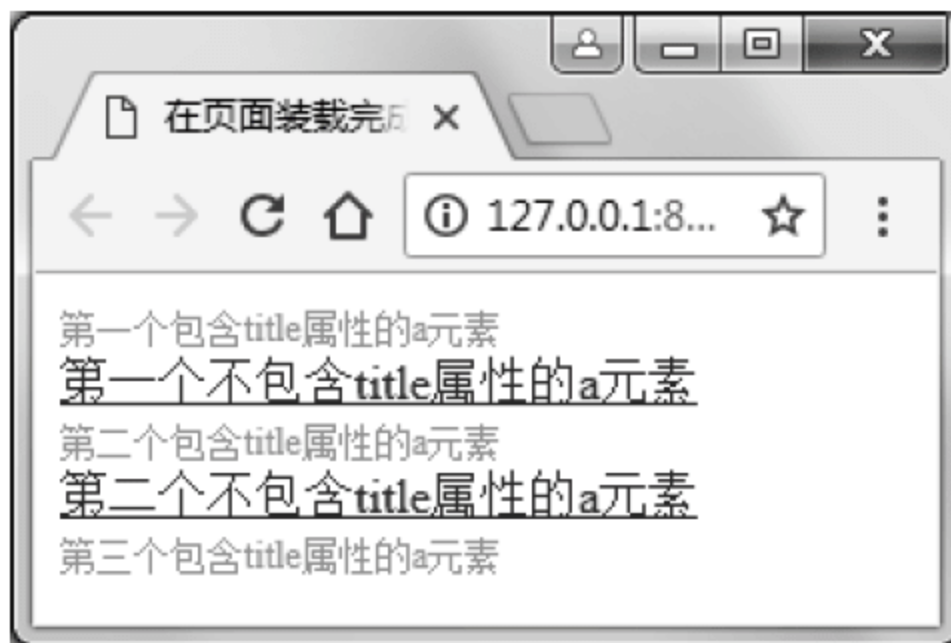 在页面装载完成
127.0.0.1:8...
第一个包含title属性的a元素
第一个不包含title属性的a元素
第二个包含title属性的a元素
第二个不包含title属性的a元素
第三个包含title属性的a元素